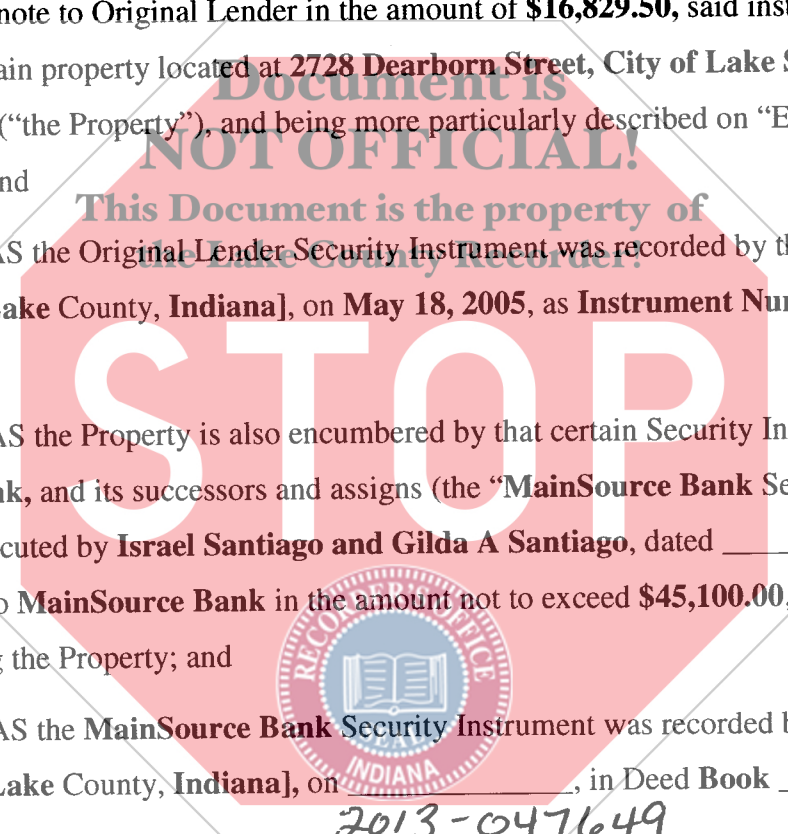 note to Original Lender in the amount of $16,829.50, said inst
ain property located at 2728 Dearborn Street, City of Lake S
Document is
("the Property"), and being more particularly described on "E
NOT OFFICIAL!
nd
This Document is the property of
AS the Original Lender Security Instrument was recorded by th
the Lake County Recorder!
Lake County, Indiana], on May 18, 2005, as Instrument Nu
STOP
AS the Property is also encumbered by that certain Security In
nk, and its successors and assigns (the "MainSource Bank Se
cuted by Israel Santiago and Gilda A Santiago, dated ____
o MainSource Bank in the amount not to exceed $45,100.00,
RECORDER'S OFFICE
g the Property; and
AS the MainSource Bank Security Instrument was recorded b
SEAL
Lake County, Indiana], on ________________, in Deed Book _
INDIANA
2013-047649